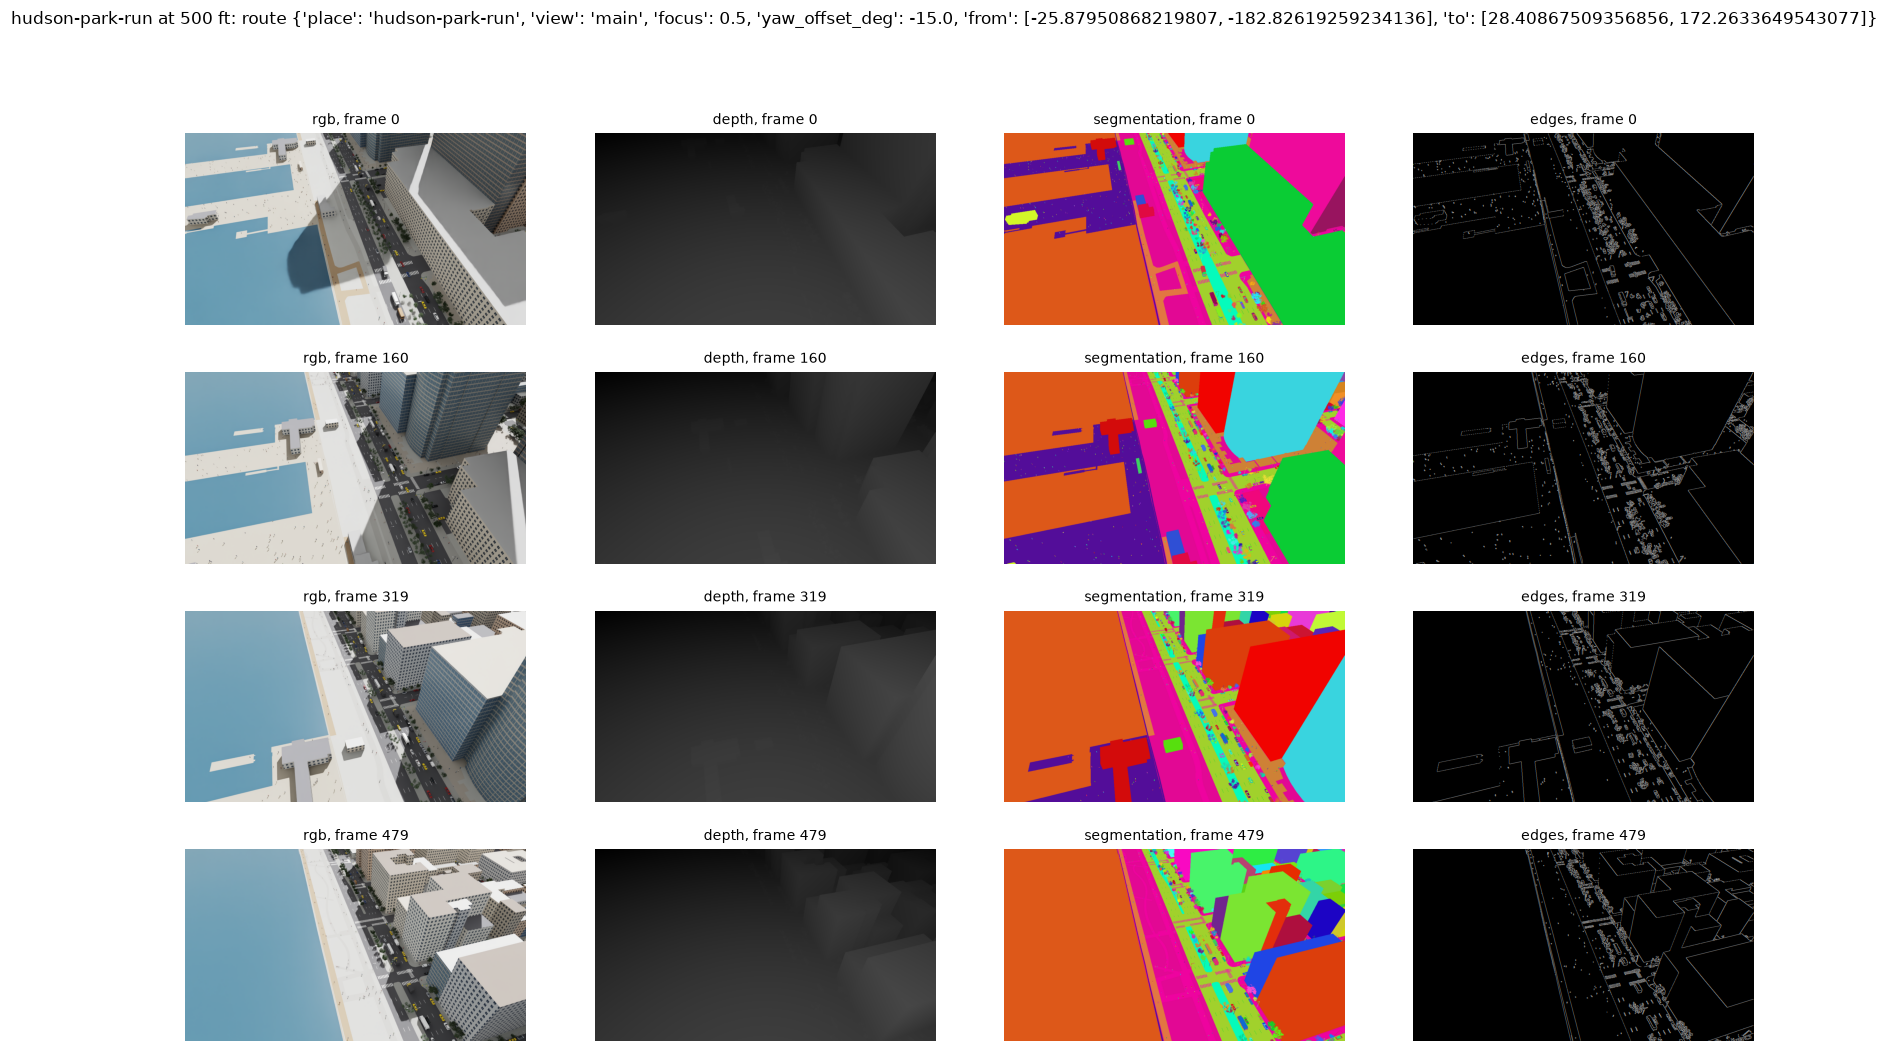 hudson-park-run at 500 ft: route {'place': 'hudson-park-run', 'view': 'main', 'focus': 0.5, 'yaw_offset_deg': -15.0, 'from': [-25.87950868219807, -182.82619259234136], 'to': [28.40867509356856, 172.2633649543077]}
rgb, frame 0
depth, frame 0
segmentation, frame 0
edges, frame 0
rgb, frame 160
depth, frame 160
segmentation, frame 160
edges, frame 160
rgb, frame 319
depth, frame 319
segmentation, frame 319
edges, frame 319
rgb, frame 479
depth, frame 479
segmentation, frame 479
edges, frame 479